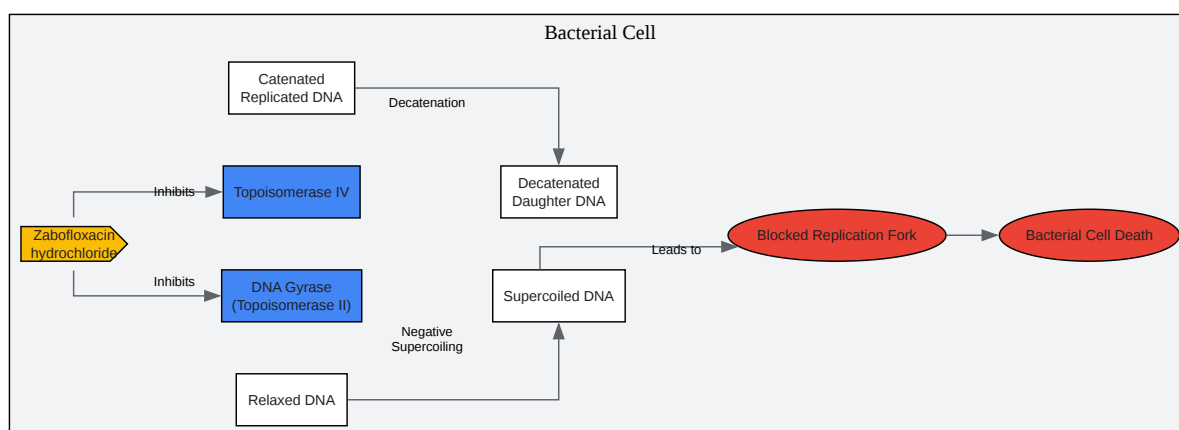 Bacterial Cell
Catenated
Replicated DNA
Decatenation
Inhibits
Topoisomerase IV
Decatenated
Daughter DNA
Zabofloxacin
hydrochloride
Blocked Replication Fork
Bacterial Cell Death
Leads to
Inhibits
DNA Gyrase
(Topoisomerase II)
Supercoiled DNA
Negative
Supercoiling
Relaxed DNA